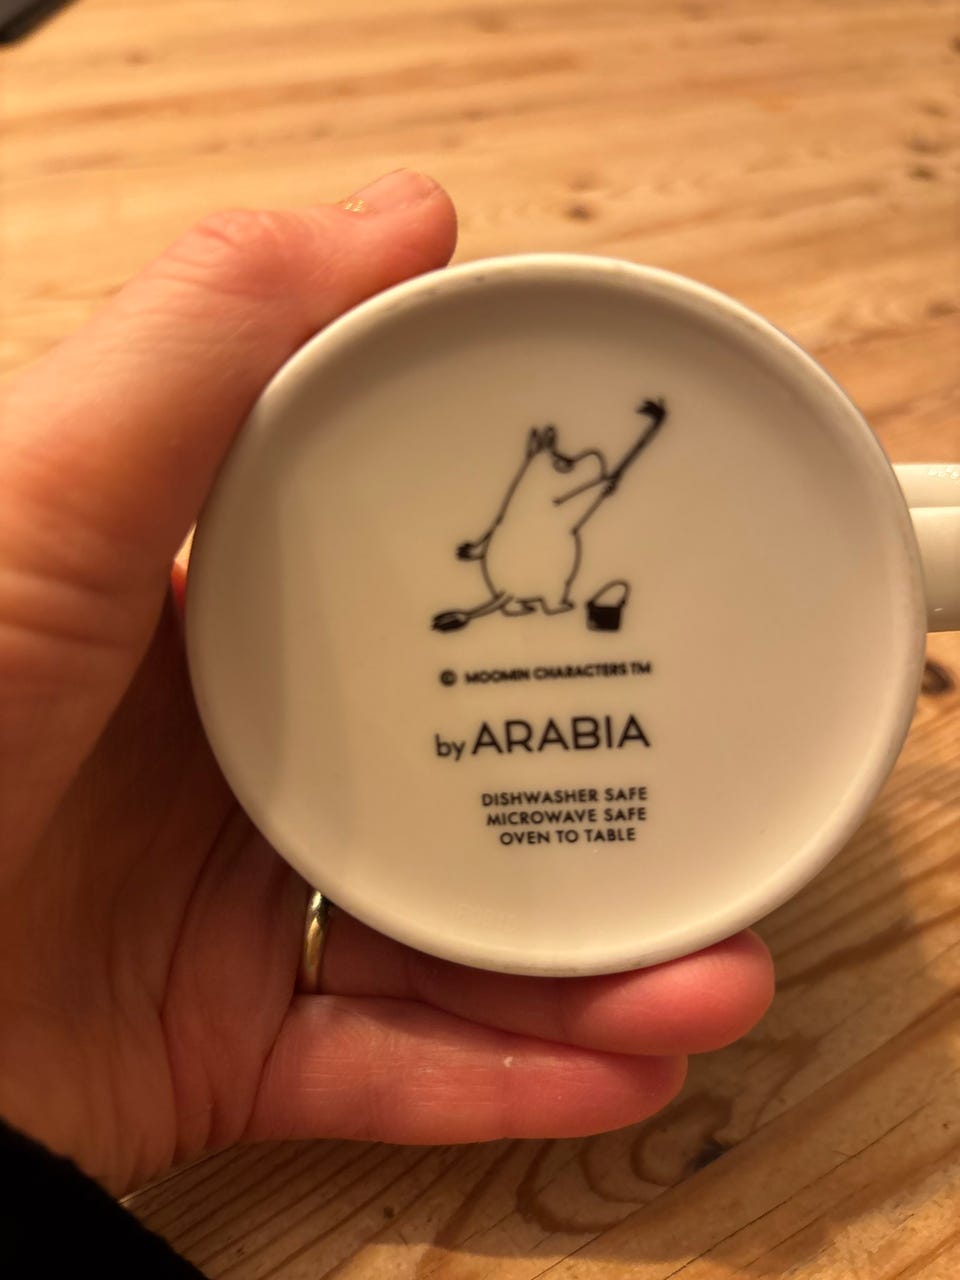 © MOOMIN CHARACTERS TM
by ARABIA
DISHWASHER SAFE
MICROWAVE SAFE
OVEN TO TABLE